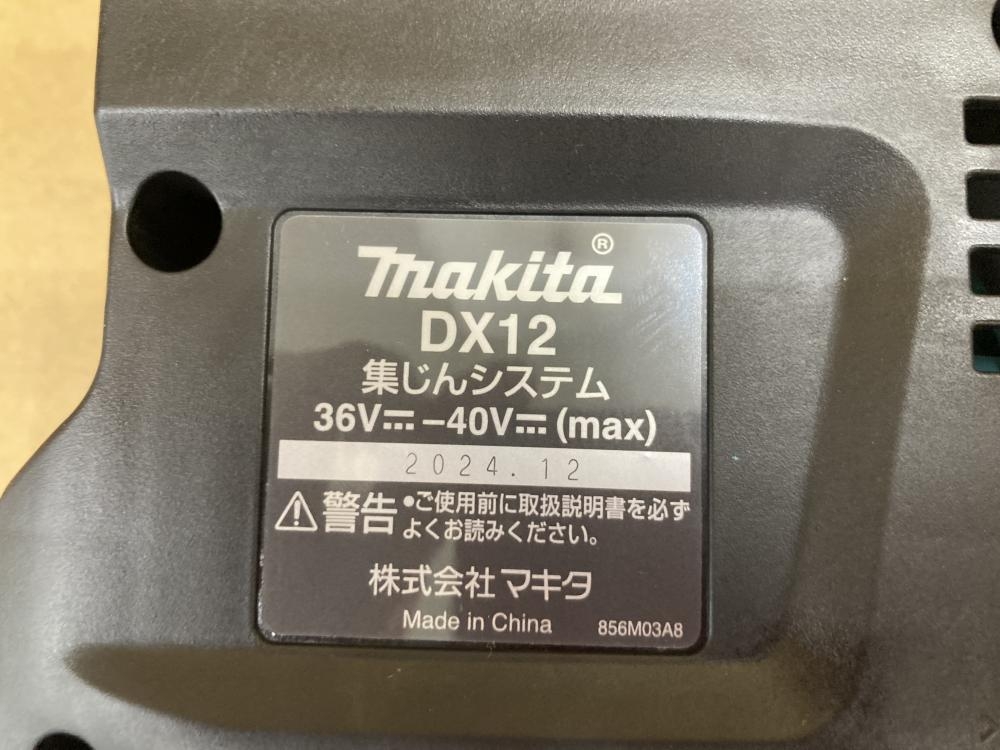 makita®
DX12
集じんシステム
36V⎓–40V⎓(max)
2024.12
⚠警告 •ご使用前に取扱説明書を必ず
よくお読みください。
株式会社マキタ
Made in China 856M03A8